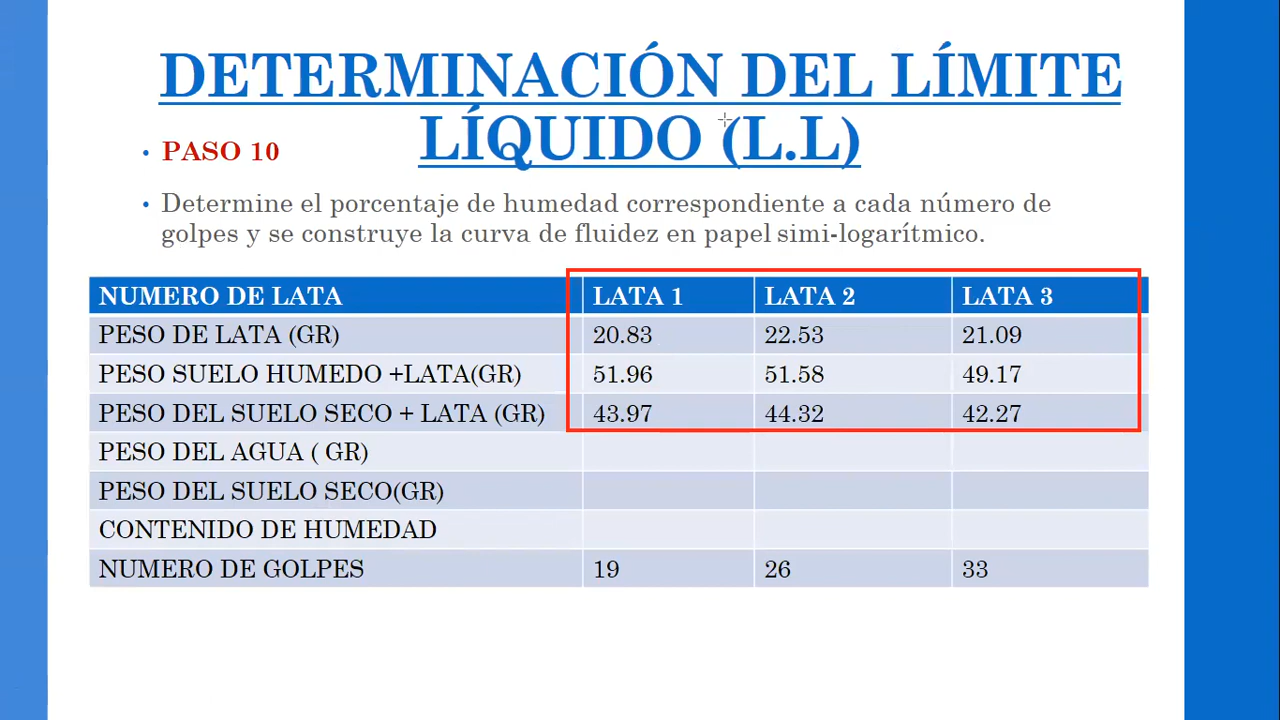 DETERMINACIÓN DEL LÍMITE
LÍQUIDO (L.L)
• PASO 10
• Determine el porcentaje de humedad correspondiente a cada número de
golpes y se construye la curva de fluidez en papel simi-logarítmico.
NUMERO DE LATA LATA 1 LATA 2 LATA 3
PESO DE LATA (GR) 20.83 22.53 21.09
PESO SUELO HUMEDO +LATA(GR) 51.96 51.58 49.17
PESO DEL SUELO SECO + LATA (GR) 43.97 44.32 42.27
PESO DEL AGUA ( GR)
PESO DEL SUELO SECO(GR)
CONTENIDO DE HUMEDAD
NUMERO DE GOLPES 19 26 33